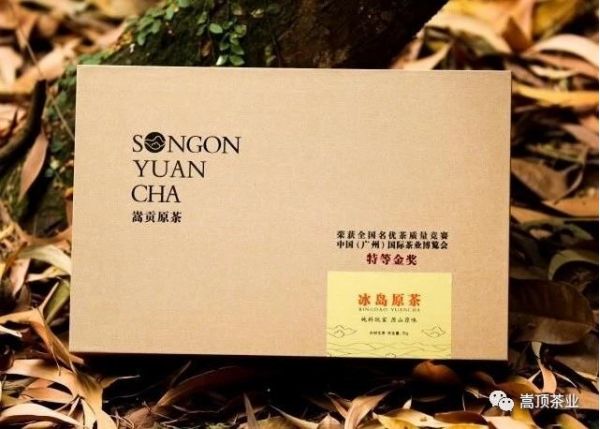 SONGON
YUAN
CHA
嵩贡原茶
荣获全国名优茶质量竞赛
中国(广州)国际茶业博览会
特等金奖
冰岛原茶
BINGDAO YUANCHA
纯料玩家 原山原味
嵩顶茶业